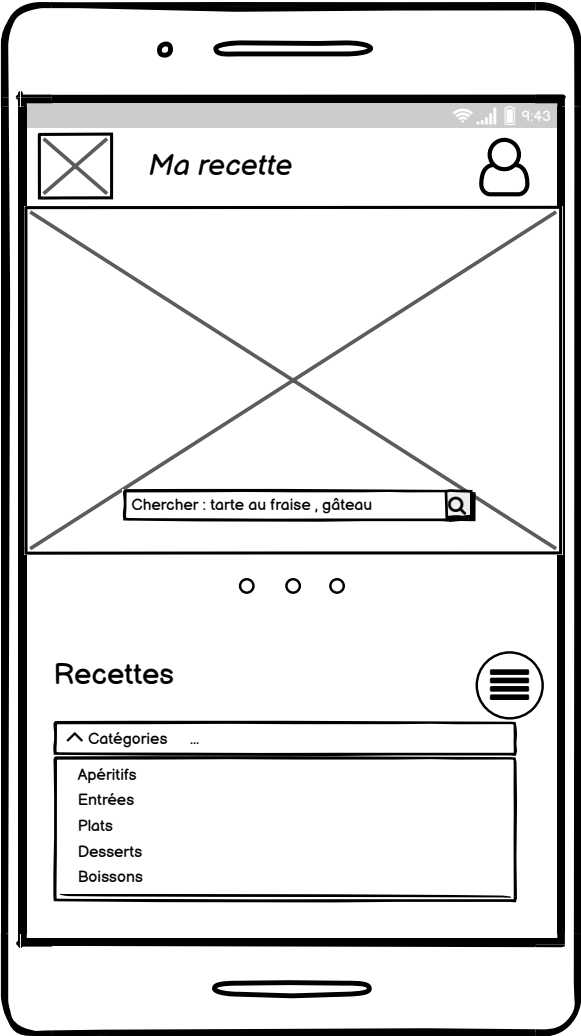 9:43
Ma recette
Chercher : tarte au fraise , gâteau
Recettes
Catégories ...
Apéritifs
Entrées
Plats
Desserts
Boissons